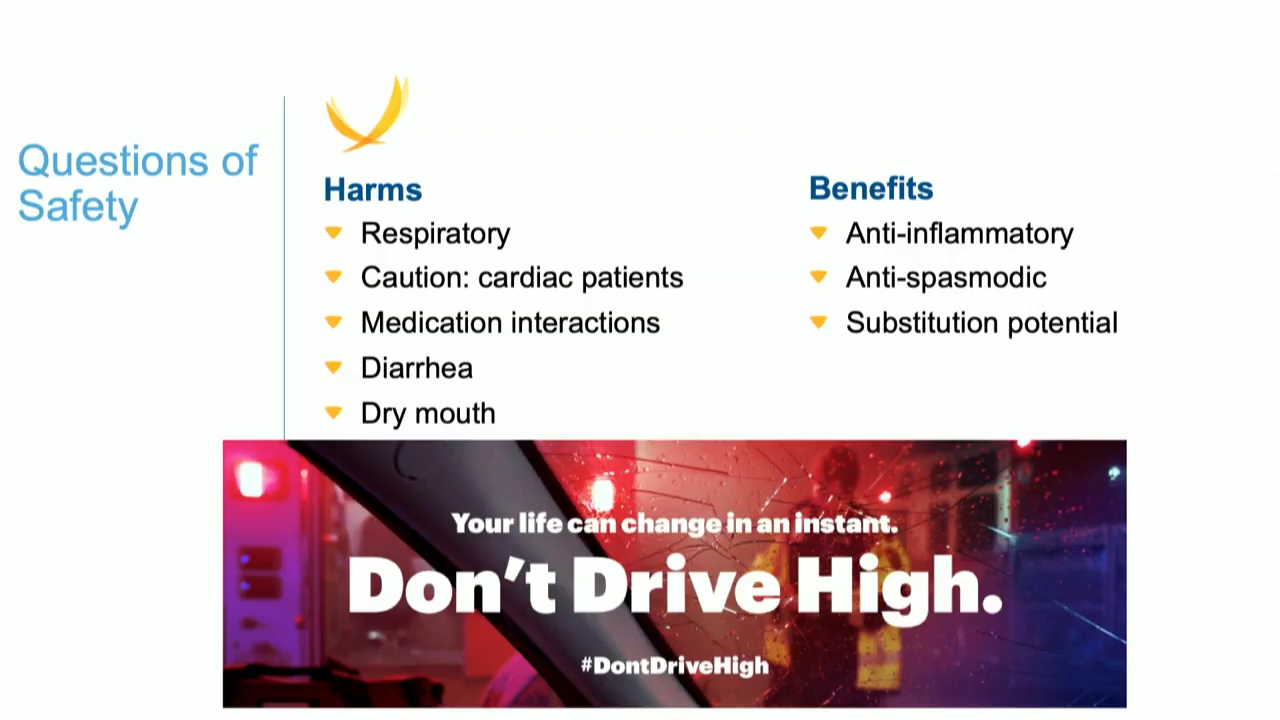 Questions of
Safety
Harms
Respiratory
Caution: cardiac patients
Medication interactions
Diarrhea
Dry mouth
Benefits
Anti-inflammatory
Anti-spasmodic
Substitution potential
Your life can change in an instant.
Don't Drive High.
#DontDriveHigh